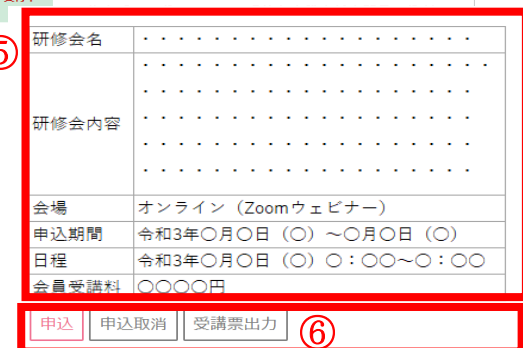 ⑤
研修会名 ・・・・・・・・・・・・・・・・・・・
研修会内容 ・・・・・・・・・・・・・・・・・・・・
・・・・・・・・・・・・・・・・・・・
・・・・・・・・・・・・・・・・・・・
・・・・・・・・・・・・・・・・・・・
・・・・・・・・・・・・・・・・・・・
会場 オンライン（Zoomウェビナー）
申込期間 令和3年〇月〇日（〇）～〇月〇日（〇）
日程 令和3年〇月〇日（〇）〇：〇〇～〇：〇〇
会員受講料 〇〇〇〇円
申込 申込取消 受講票出力 ⑥